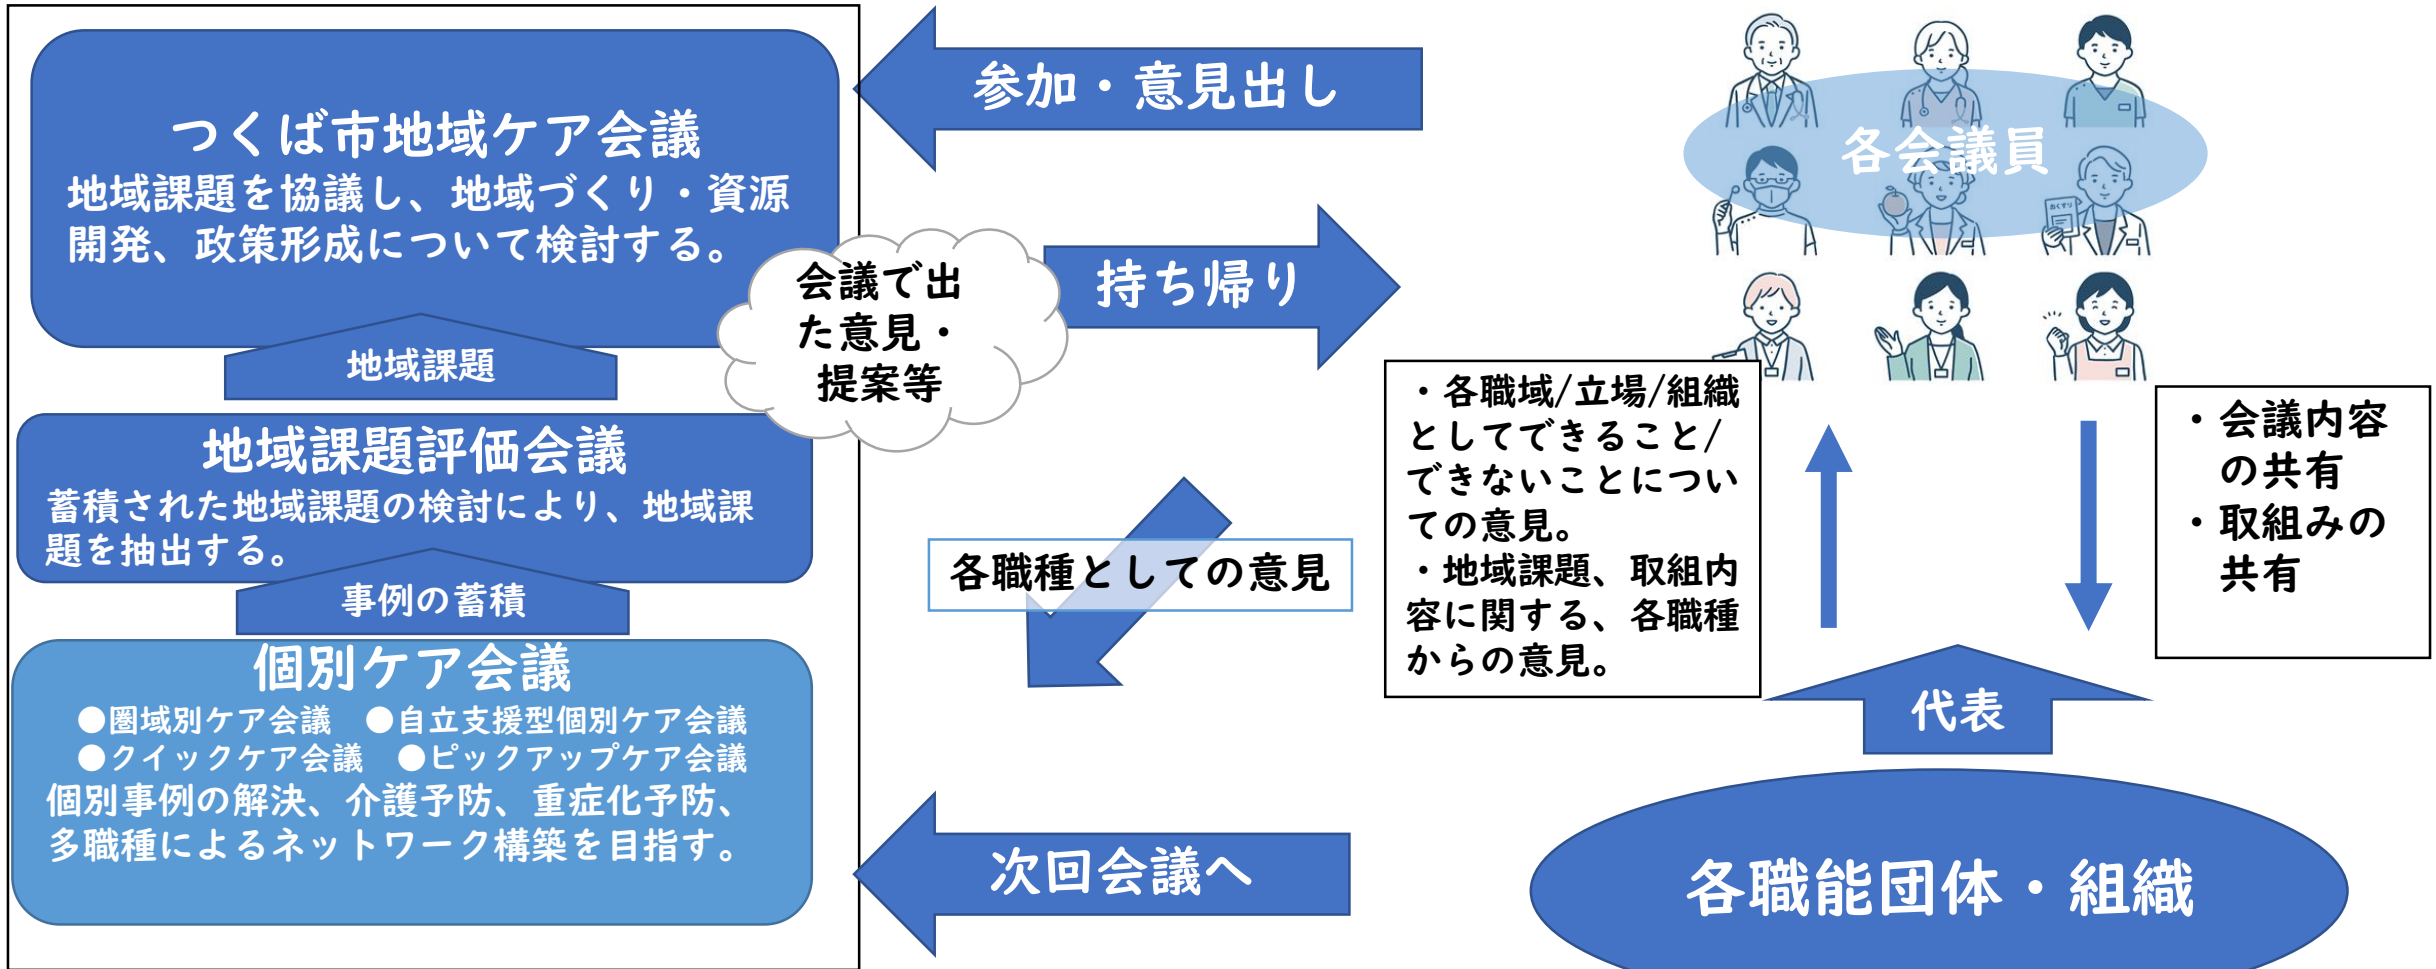 つくば市地域ケア会議
地域課題を協議し、地域づくり・資源
開発、政策形成について検討する。
地域課題
地域課題評価会議
蓄積された地域課題の検討により、地域課
題を抽出する。
事例の蓄積
個別ケア会議
●圏域別ケア会議　●自立支援型個別ケア会議
●クイックケア会議　●ピックアップケア会議
個別事例の解決、介護予防、重症化予防、
多職種によるネットワーク構築を目指す。
参加・意見出し
会議で出
た意見・
提案等
持ち帰り
各職種としての意見
次回会議へ
各会議員
おくすり
・各職域/立場/組織
としてできること/
できないことについ
ての意見。
・地域課題、取組内
容に関する、各職種
からの意見。
・会議内容
の共有
・取組みの
共有
代表
各職能団体・組織